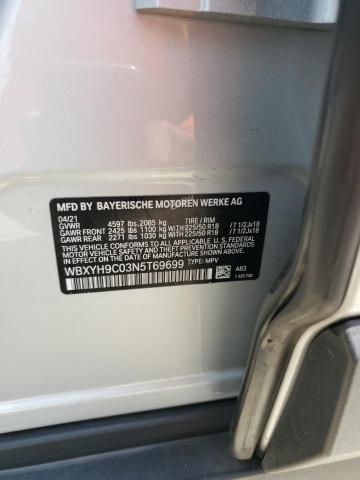 MFD BY BAYERISCHE MOTOREN WERKE AG
04/21
GVWR 4597 lbs. 2085 kg TIRE / RIM
GAWR FRONT 2425 lbs 1100 kg WITH 225/50 R18 / 7 1/2Jx18
GAWR REAR 2271 lbs 1030 kg WITH 225/50 R18 / 7 1/2Jx18
THIS VEHICLE CONFORMS TO ALL APPLICABLE FEDERAL
MOTOR VEHICLE SAFETY AND THEFT PREVENTION
STANDARDS IN EFFECT ON THE DATE OF
MANUFACTURE SHOWN ABOVE.
WBXYH9C03N5T69699 TYPE: MPV A83
7 320 730